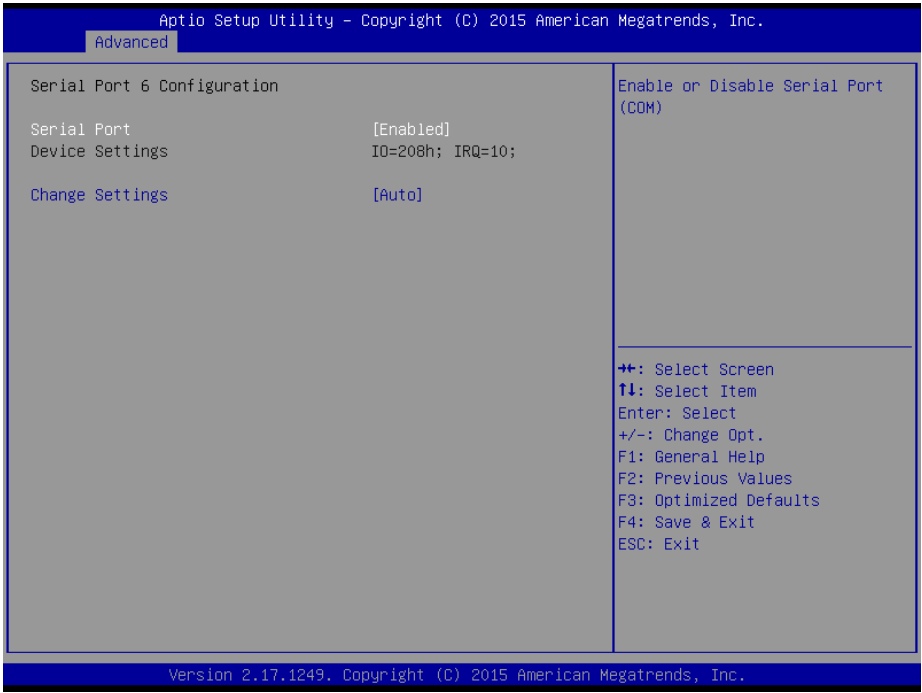 Aptio Setup Utility – Copyright (C) 2015 American Megatrends, Inc.
Advanced
Serial Port 6 Configuration
Serial Port [Enabled]
Device Settings IO=208h; IRQ=10;
Change Settings [Auto]
Enable or Disable Serial Port
(COM)
→←: Select Screen
↑↓: Select Item
Enter: Select
+/-: Change Opt.
F1: General Help
F2: Previous Values
F3: Optimized Defaults
F4: Save & Exit
ESC: Exit
Version 2.17.1249. Copyright (C) 2015 American Megatrends, Inc.